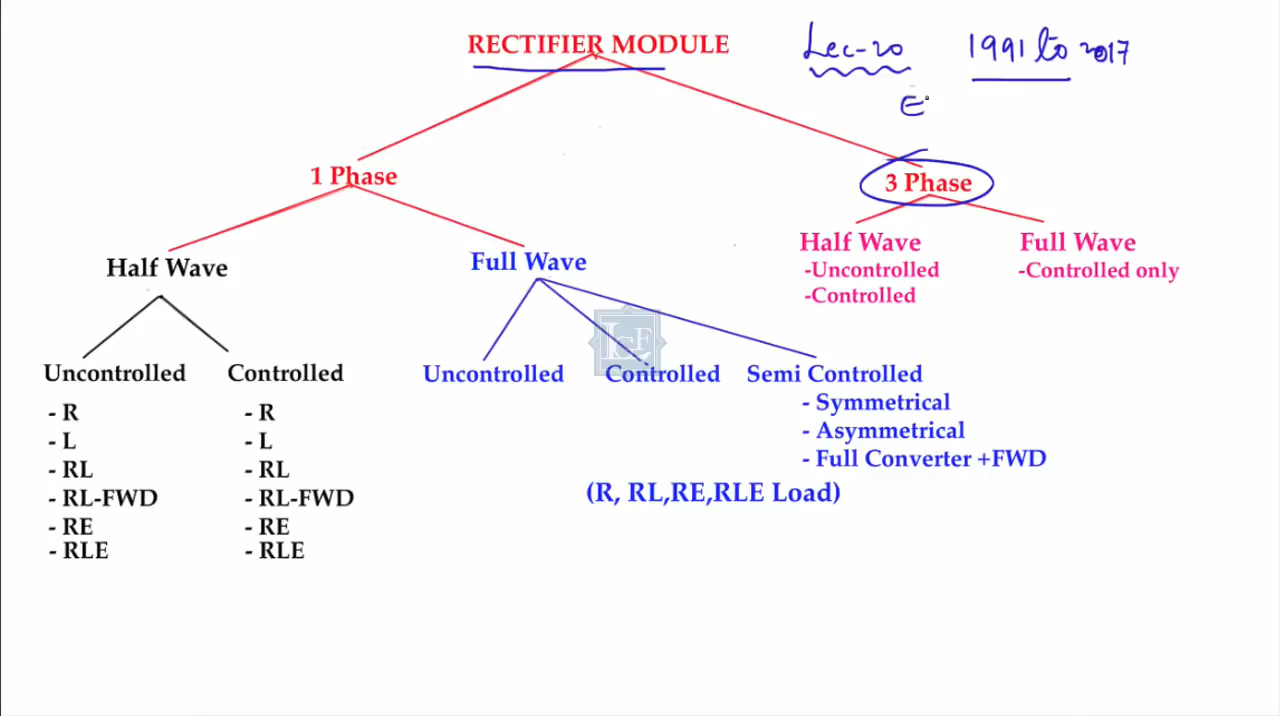 RECTIFIER MODULE
Lec-20 1991 to 2017
E
1 Phase
3 Phase
Half Wave
Full Wave
Half Wave
-Uncontrolled
-Controlled
Full Wave
-Controlled only
Uncontrolled
- R
- L
- RL
- RL-FWD
- RE
- RLE
Controlled
- R
- L
- RL
- RL-FWD
- RE
- RLE
Uncontrolled
Controlled
Semi Controlled
- Symmetrical
- Asymmetrical
- Full Converter +FWD
(R, RL,RE,RLE Load)